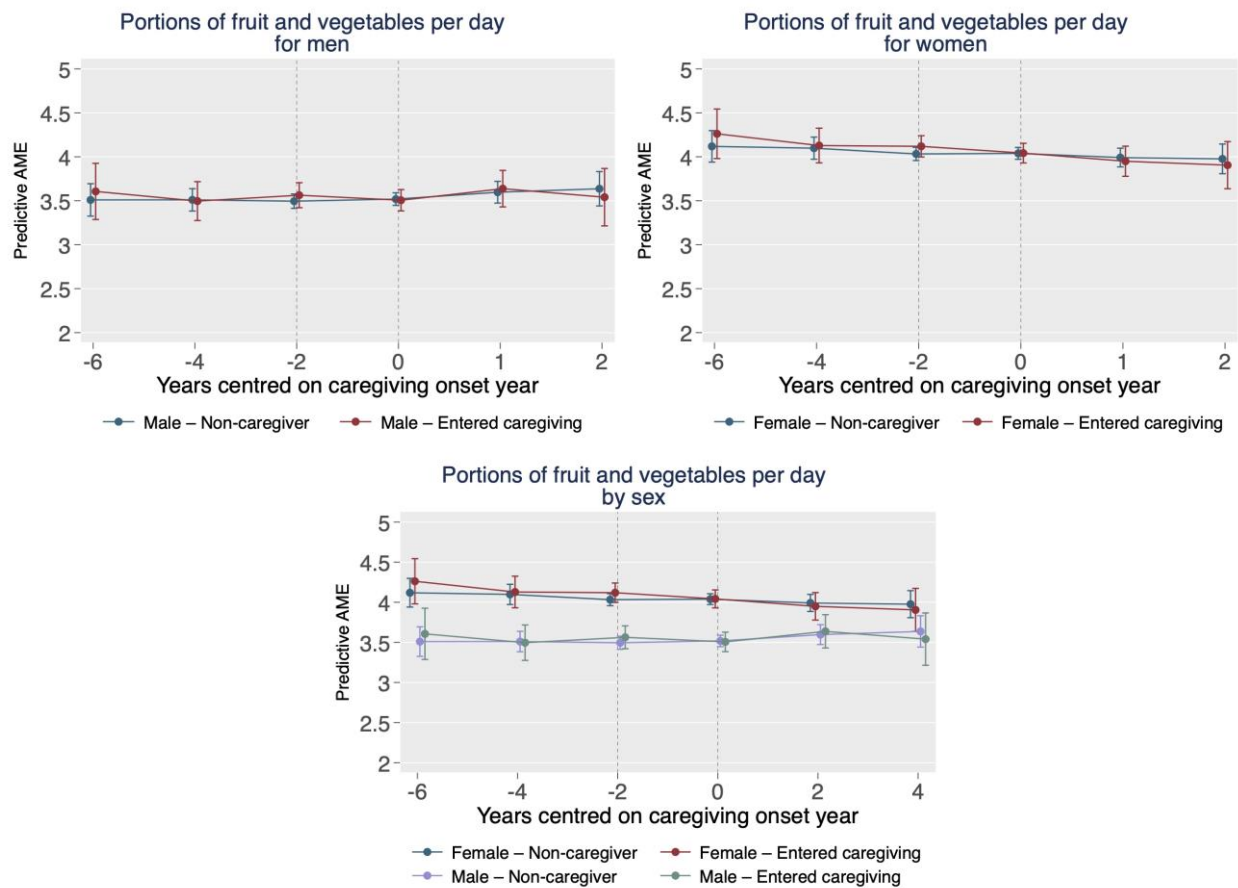 Portions of fruit and vegetables per day
for men
5
4.5
4
3.5
3
2.5
2
Predictive AME
-6 -4 -2 0 1 2
Years centred on caregiving onset year
Male – Non-caregiver Male – Entered caregiving
Portions of fruit and vegetables per day
for women
5
4.5
4
3.5
3
2.5
2
Predictive AME
-6 -4 -2 0 1 2
Years centred on caregiving onset year
Female – Non-caregiver Female – Entered caregiving
Portions of fruit and vegetables per day
by sex
5
4.5
4
3.5
3
2.5
2
Predictive AME
-6 -4 -2 0 2 4
Years centred on caregiving onset year
Female – Non-caregiver Female – Entered caregiving
Male – Non-caregiver Male – Entered caregiving